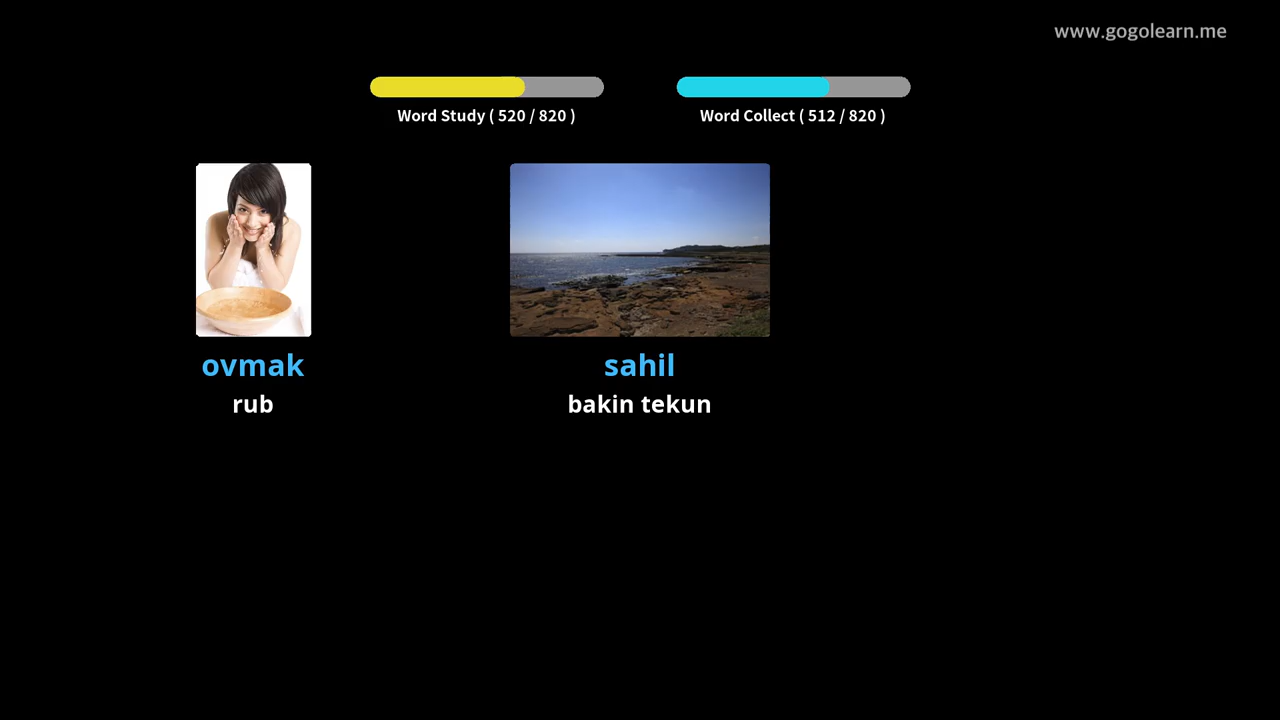 www.gogolearn.me
Word Study ( 520 / 820 )
Word Collect ( 512 / 820 )
ovmak
rub
sahil
bakin tekun